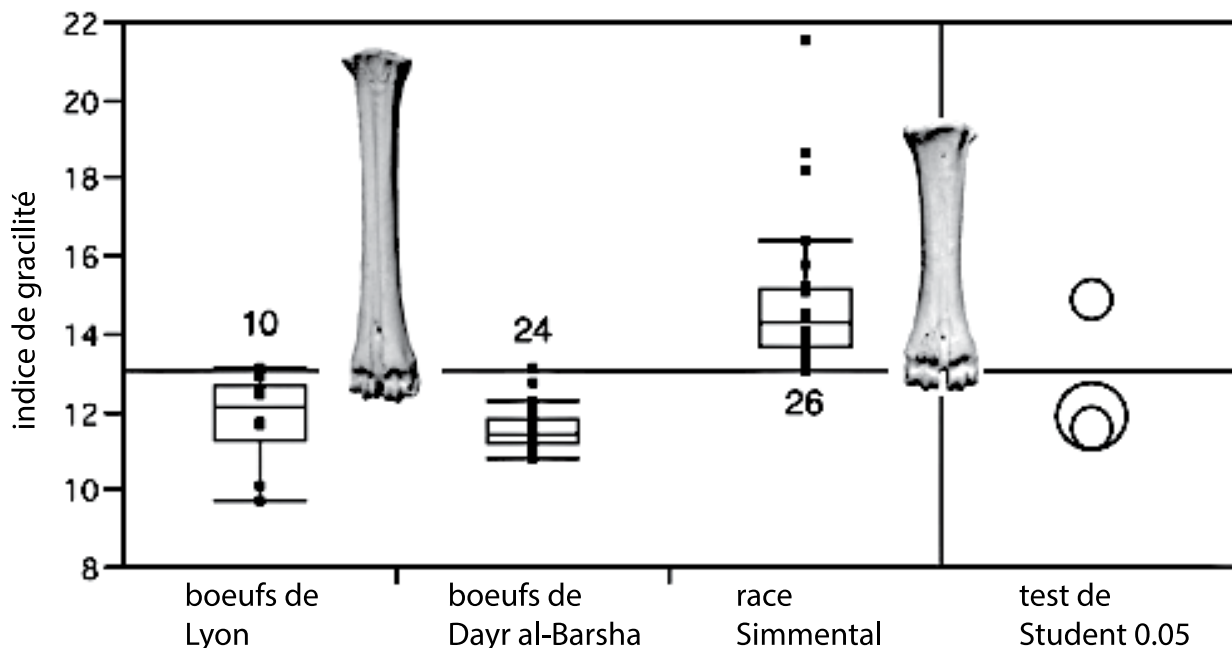 indice de gracilité
22
20
18
16
14
12
10
8
10
24
26
boeufs de
Lyon
boeufs de
Dayr al-Barsha
race
Simmental
test de
Student 0.05